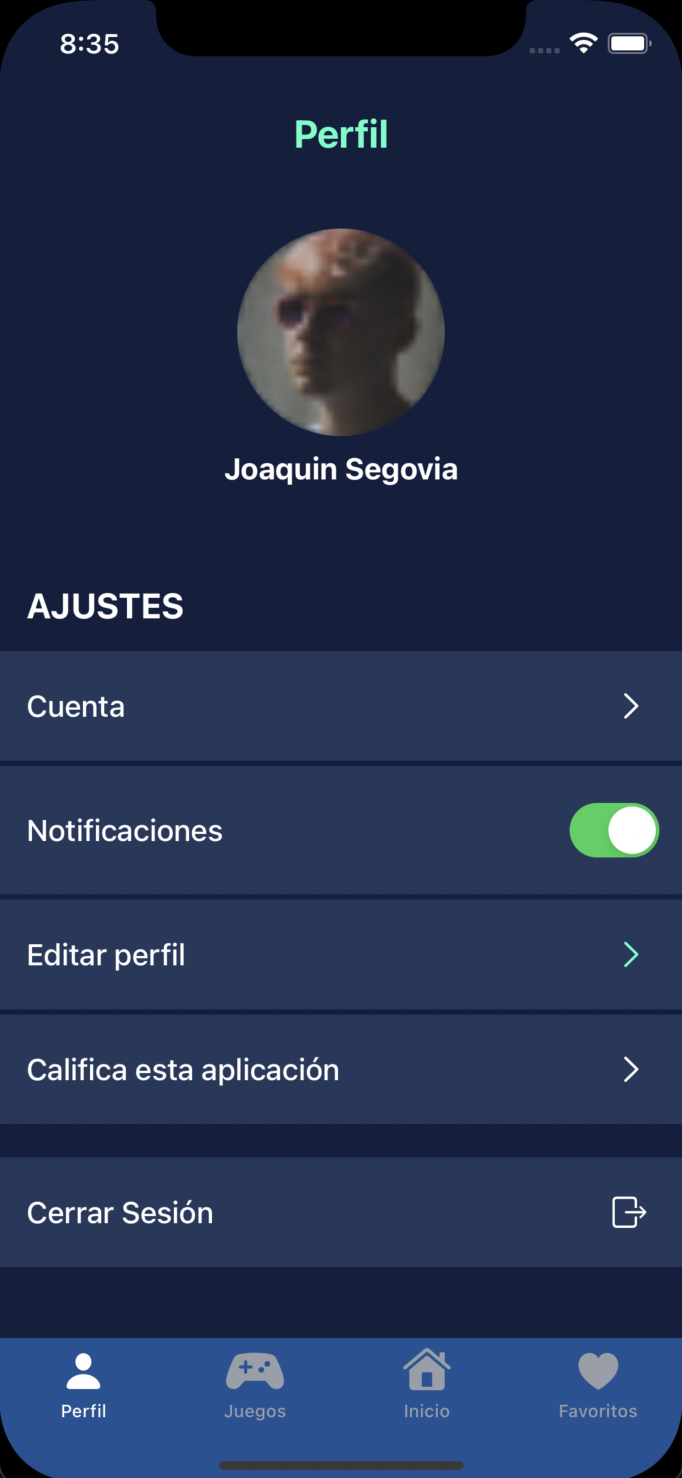 8:35
Perfil
Joaquin Segovia
AJUSTES
Cuenta
Notificaciones
Editar perfil
Califica esta aplicación
Cerrar Sesión
Perfil
Juegos
Inicio
Favoritos